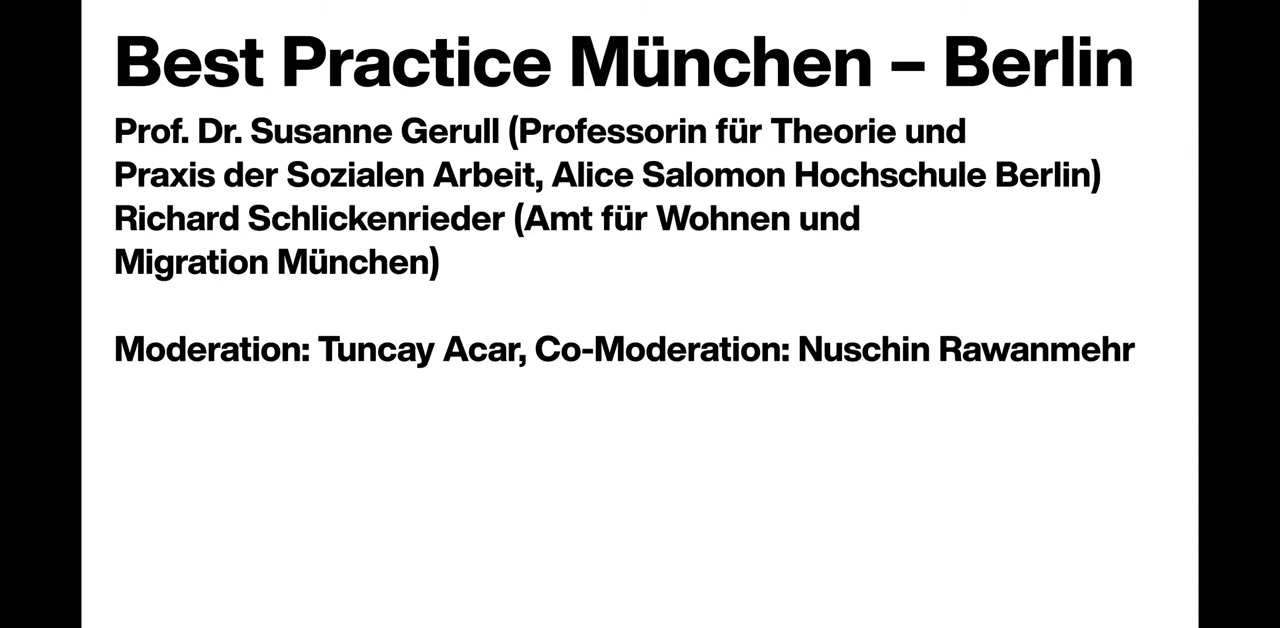 Best Practice München – Berlin
Prof. Dr. Susanne Gerull (Professorin für Theorie und
Praxis der Sozialen Arbeit, Alice Salomon Hochschule Berlin)
Richard Schlickenrieder (Amt für Wohnen und
Migration München)
Moderation: Tuncay Acar, Co-Moderation: Nuschin Rawanmehr